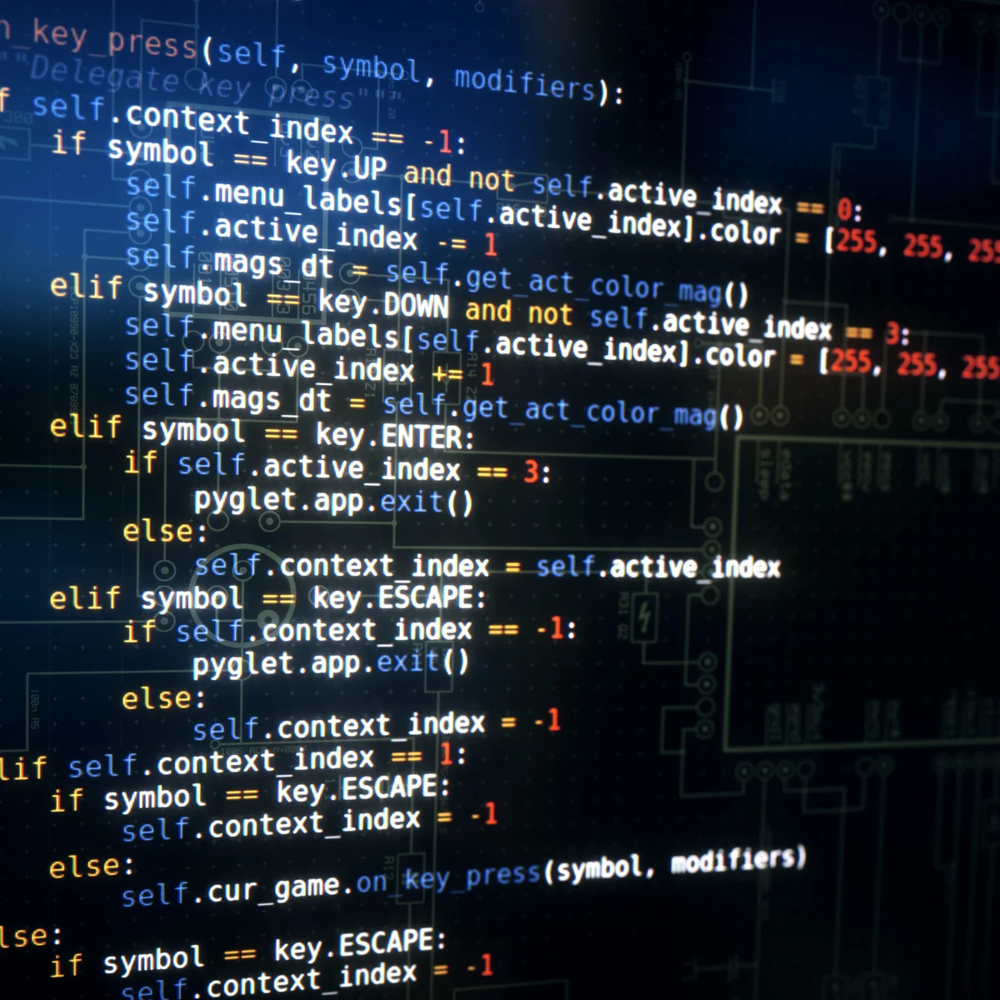 n_key_press(self, symbol, modifiers):
""Delegate key press"""
f self.context_index == -1:
if symbol == key.UP and not self.active_index == 0:
self.menu_labels[self.active_index].color = [255, 255, 255
self.active_index -= 1
self.mags_dt = self.get_act_color_mag()
elif symbol == key.DOWN and not self.active_index == 3:
self.menu_labels[self.active_index].color = [255, 255, 255
self.active_index += 1
self.mags_dt = self.get_act_color_mag()
elif symbol == key.ENTER:
if self.active_index == 3:
pyglet.app.exit()
else:
self.context_index = self.active_index
elif symbol == key.ESCAPE:
if self.context_index == -1:
pyglet.app.exit()
else:
self.context_index = -1
lif self.context_index == 1:
if symbol == key.ESCAPE:
self.context_index = -1
else:
self.cur_game.on_key_press(symbol, modifiers)
lse:
if symbol == key.ESCAPE:
self.context_index = -1